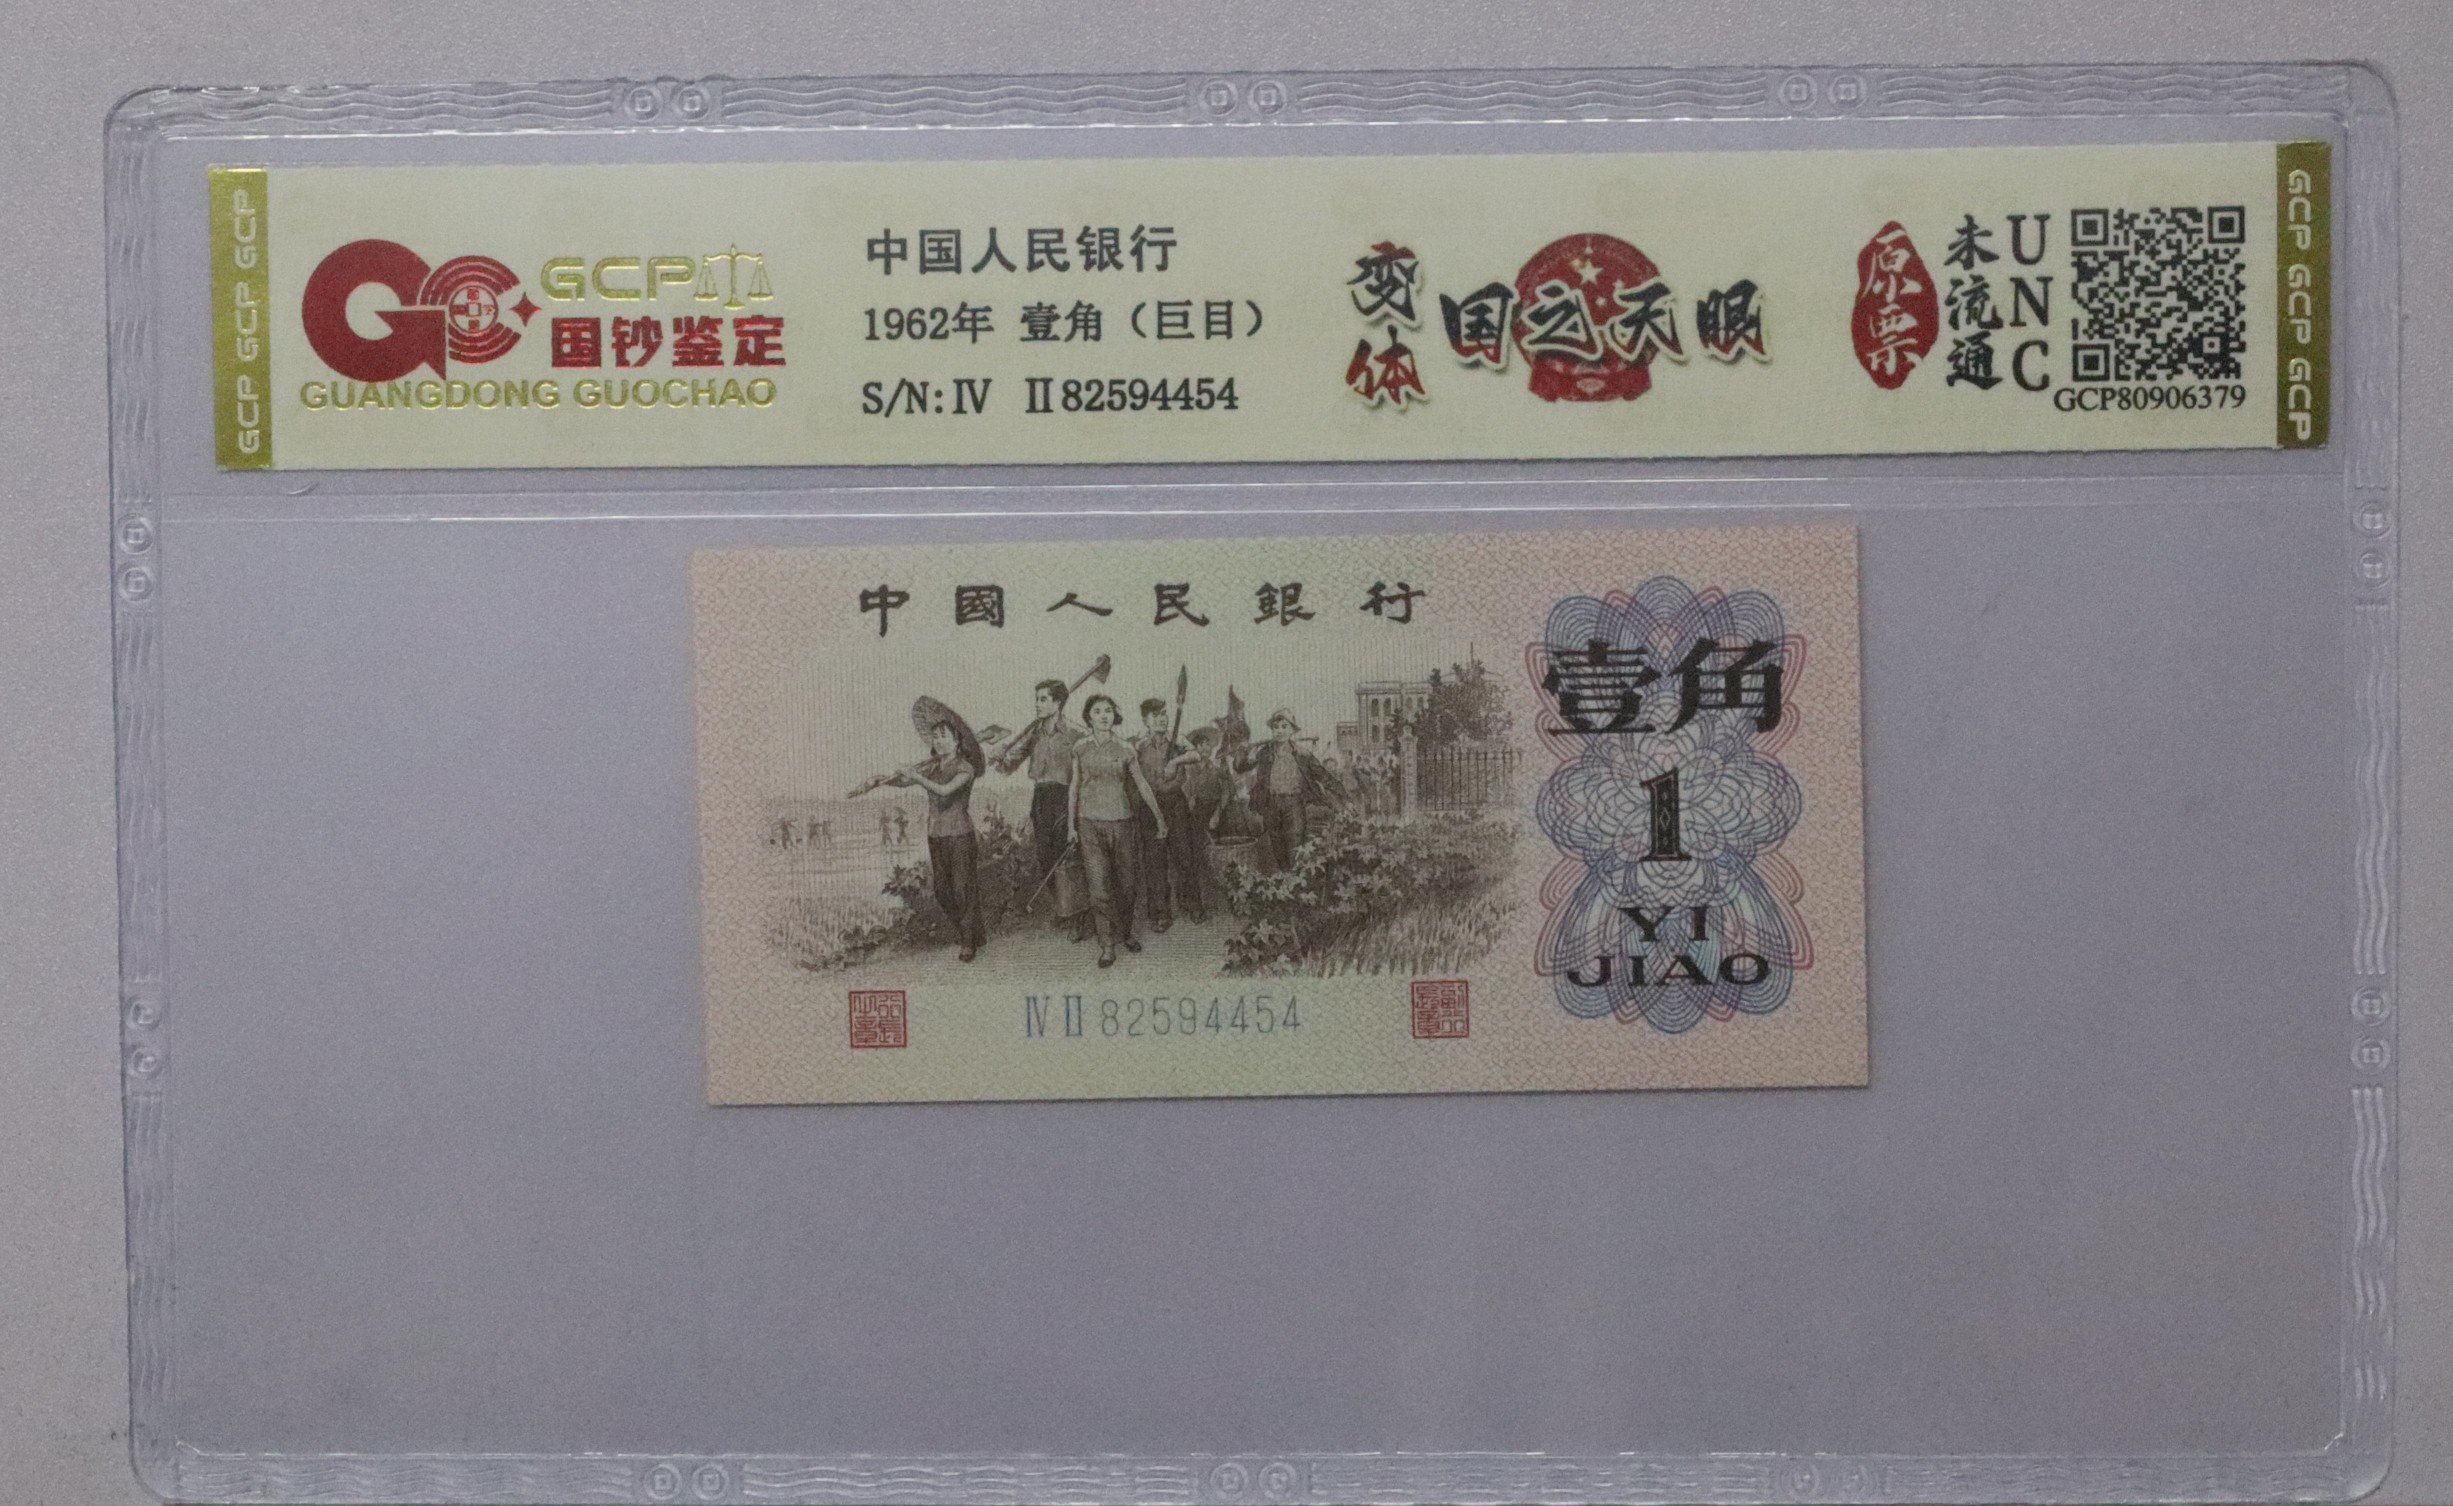 GCP GCP GCP
GCP
国钞鉴定
GUANGDONG GUOCHAO
中国人民银行
1962年 壹角（巨目）
S/N:Ⅳ Ⅱ82594454
变体
国之天眼
原票
未流通
UNC
GCP80906379
GCP GCP GCP
中國人民銀行
壹角
1
YI
JIAO
Ⅳ Ⅱ 82594454